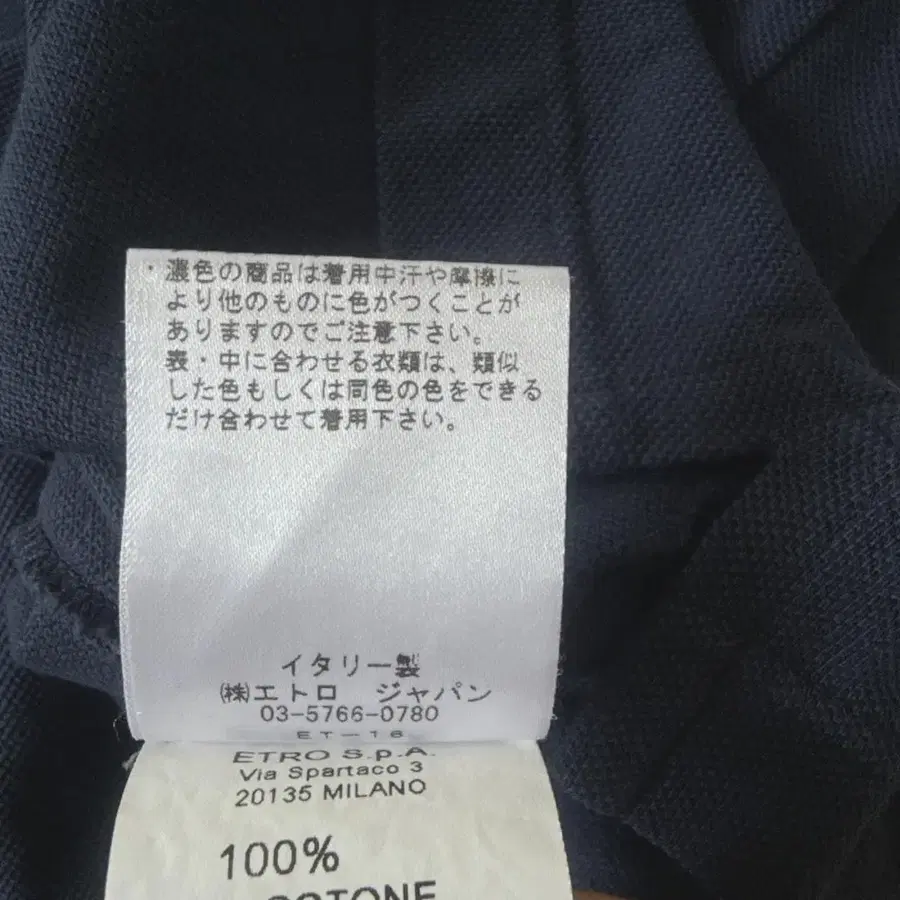 ・濃色の商品は着用中汗や摩擦に
より他のものに色がつくことが
ありますのでご注意下さい。
表・中に合わせる衣類は、類似
した色もしくは同色の色をできる
だけ合わせて着用下さい。
イタリー製
㈱エトロ ジャパン
03-5766-0780
ET-16
ETRO S.p.A.
Via Spartaco 3
20135 MILANO
100%
COTONE